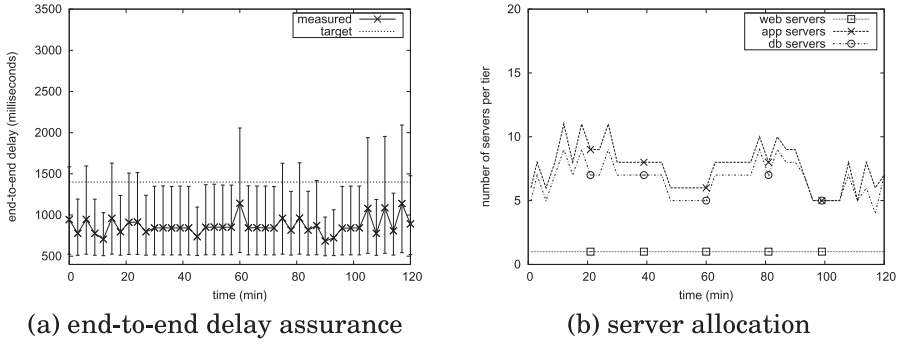 3500
3000
2500
2000
1500
1000
500
0 20 40 60 80 100 120
end-to-end delay (milliseconds)
time (min)
measured
target
(a) end-to-end delay assurance
20
15
10
5
0
0 20 40 60 80 100 120
number of servers per tier
time (min)
web servers
app servers
db servers
(b) server allocation